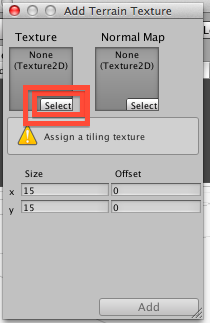 Add Terrain Texture
Texture Normal Map
None None
(Texture2D) (Texture2D)
Select Select
Assign a tiling texture
Size Offset
x 15 0
y 15 0
Add